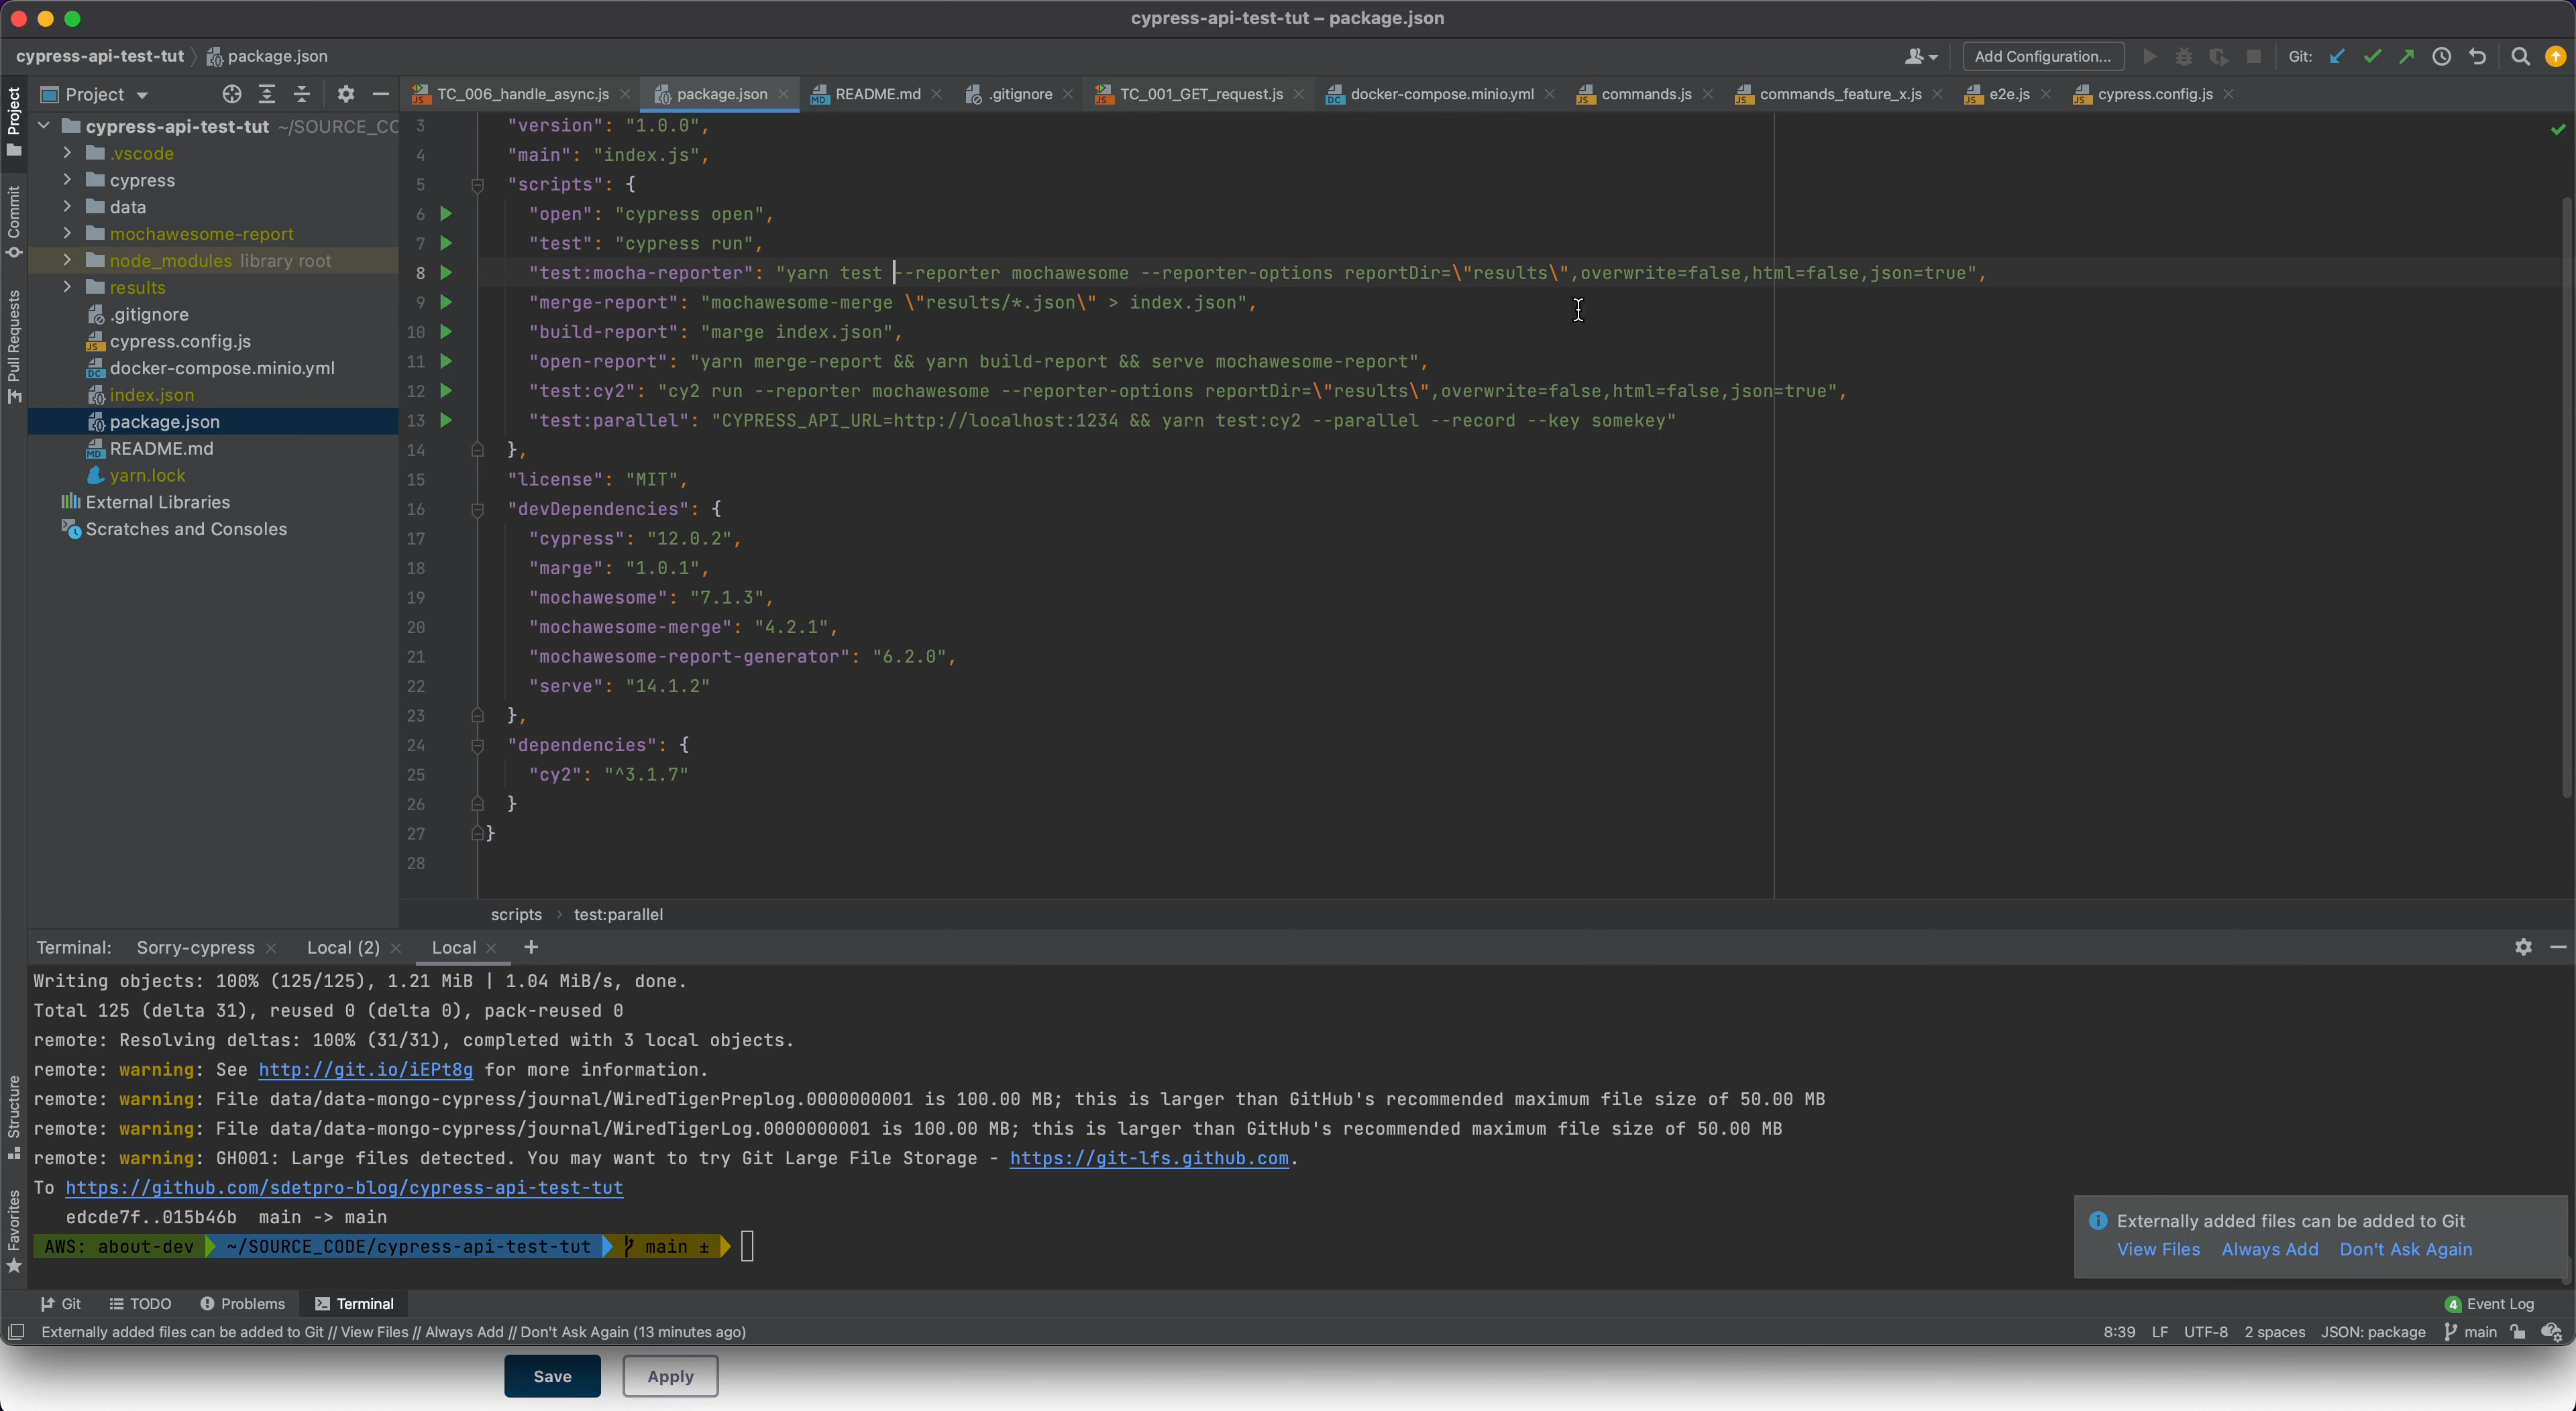 cypress-api-test-tut – package.json
cypress-api-test-tut package.json Add Configuration... Git:
Project TC_006_handle_async.js package.json README.md .gitignore TC_001_GET_request.js docker-compose.minio.yml commands.js commands_feature_x.js e2e.js cypress.config.js
Project
Commit
Pull Requests
Structure
Favorites
cypress-api-test-tut ~/SOURCE_CO
.vscode
cypress
data
mochawesome-report
node_modules library root
results
.gitignore
cypress.config.js
docker-compose.minio.yml
index.json
package.json
README.md
yarn.lock
External Libraries
Scratches and Consoles
3 "version": "1.0.0",
4 "main": "index.js",
5 "scripts": {
6 "open": "cypress open",
7 "test": "cypress run",
8 "test:mocha-reporter": "yarn test --reporter mochawesome --reporter-options reportDir=\"results\",overwrite=false,html=false,json=true",
9 "merge-report": "mochawesome-merge \"results/*.json\" > index.json",
10 "build-report": "marge index.json",
11 "open-report": "yarn merge-report && yarn build-report && serve mochawesome-report",
12 "test:cy2": "cy2 run --reporter mochawesome --reporter-options reportDir=\"results\",overwrite=false,html=false,json=true",
13 "test:parallel": "CYPRESS_API_URL=http://localhost:1234 && yarn test:cy2 --parallel --record --key somekey"
14 },
15 "license": "MIT",
16 "devDependencies": {
17 "cypress": "12.0.2",
18 "marge": "1.0.1",
19 "mochawesome": "7.1.3",
20 "mochawesome-merge": "4.2.1",
21 "mochawesome-report-generator": "6.2.0",
22 "serve": "14.1.2"
23 },
24 "dependencies": {
25 "cy2": "^3.1.7"
26 }
27 }
28
scripts › test:parallel
Terminal: Sorry-cypress Local (2) Local
Writing objects: 100% (125/125), 1.21 MiB | 1.04 MiB/s, done.
Total 125 (delta 31), reused 0 (delta 0), pack-reused 0
remote: Resolving deltas: 100% (31/31), completed with 3 local objects.
remote: warning: See http://git.io/iEPt8g for more information.
remote: warning: File data/data-mongo-cypress/journal/WiredTigerPreplog.0000000001 is 100.00 MB; this is larger than GitHub's recommended maximum file size of 50.00 MB
remote: warning: File data/data-mongo-cypress/journal/WiredTigerLog.0000000001 is 100.00 MB; this is larger than GitHub's recommended maximum file size of 50.00 MB
remote: warning: GH001: Large files detected. You may want to try Git Large File Storage - https://git-lfs.github.com.
To https://github.com/sdetpro-blog/cypress-api-test-tut
edcde7f..015b46b main -> main
AWS: about-dev ~/SOURCE_CODE/cypress-api-test-tut main ±
Externally added files can be added to Git
View Files Always Add Don't Ask Again
Git TODO Problems Terminal 4 Event Log
Externally added files can be added to Git // View Files // Always Add // Don't Ask Again (13 minutes ago) 8:39 LF UTF-8 2 spaces JSON: package main
Save Apply